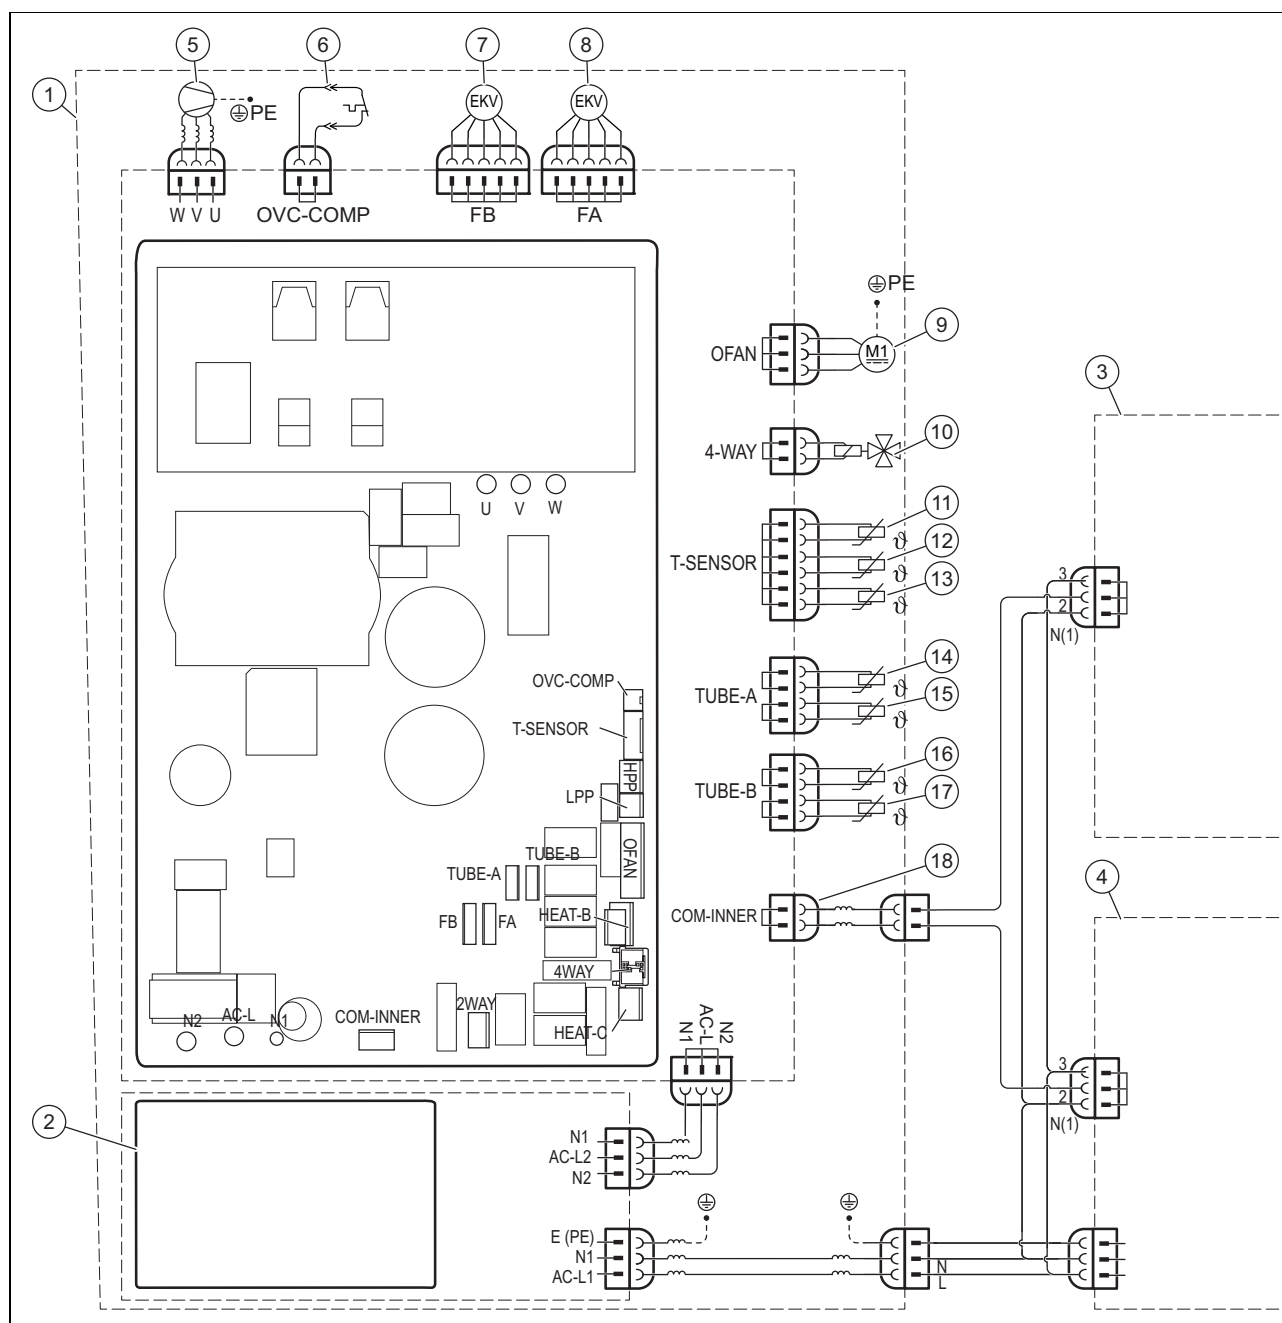 5
6
7
8
1
EKV
EKV
PE
W V U
OVC-COMP
FB
FA
PE
9
OFAN
M1
3
10
4-WAY
U
V
W
11
ϑ
12
T-SENSOR
ϑ
13
ϑ
3
2
N(1)
14
OVC-COMP
TUBE-A
ϑ
15
T-SENSOR
ϑ
16
HPP
LPP
TUBE-B
ϑ
17
ϑ
OFAN
TUBE-B
TUBE-A
18
4
FB
FA
HEAT-B
COM-INNER
4WAY
2WAY
N2
AC-L
N1
COM-INNER
HEAT-C
N1
AC-L
N2
3
2
N(1)
2
N1
AC-L2
N2
E (PE)
N1
AC-L1
N
L